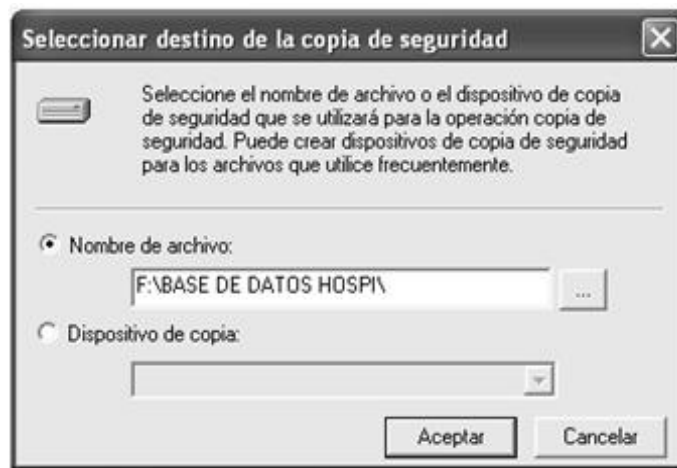 Seleccionar destino de la copia de seguridad
Seleccione el nombre de archivo o el dispositivo de copia
de seguridad que se utilizará para la operación copia de
seguridad. Puede crear dispositivos de copia de seguridad
para los archivos que utilice frecuentemente.
Nombre de archivo:
F:\BASE DE DATOS HOSPI\
...
Dispositivo de copia:
Aceptar Cancelar